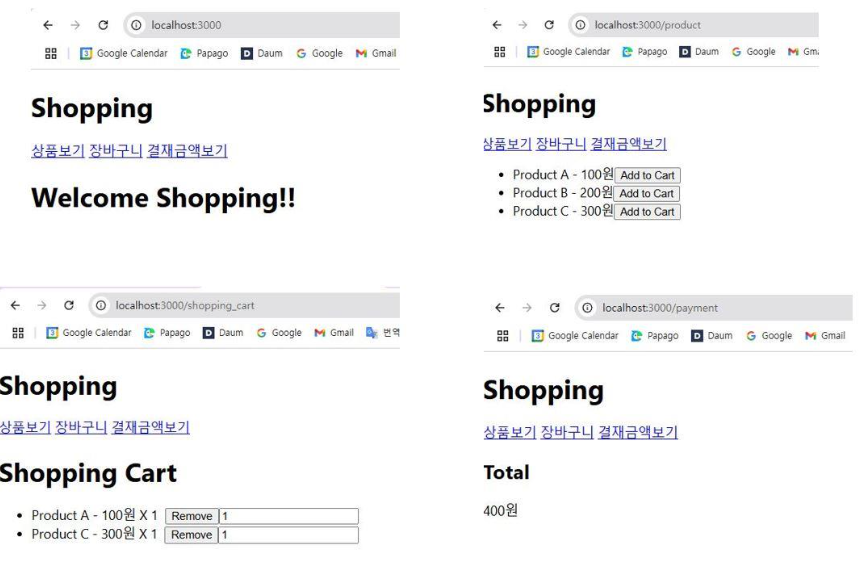 localhost:3000
Google Calendar Papago Daum Google Gmail
Shopping
상품보기 장바구니 결재금액보기
Welcome Shopping!!
localhost:3000/product
Google Calendar Papago Daum Google Gm
Shopping
상품보기 장바구니 결재금액보기
Product A - 100원 Add to Cart
Product B - 200원 Add to Cart
Product C - 300원 Add to Cart
localhost:3000/shopping_cart
Google Calendar Papago Daum Google Gmail 번역
Shopping
상품보기 장바구니 결재금액보기
Shopping Cart
Product A - 100원 X 1 Remove 1
Product C - 300원 X 1 Remove 1
localhost:3000/payment
Google Calendar Papago Daum Google Gmail
Shopping
상품보기 장바구니 결재금액보기
Total
400원